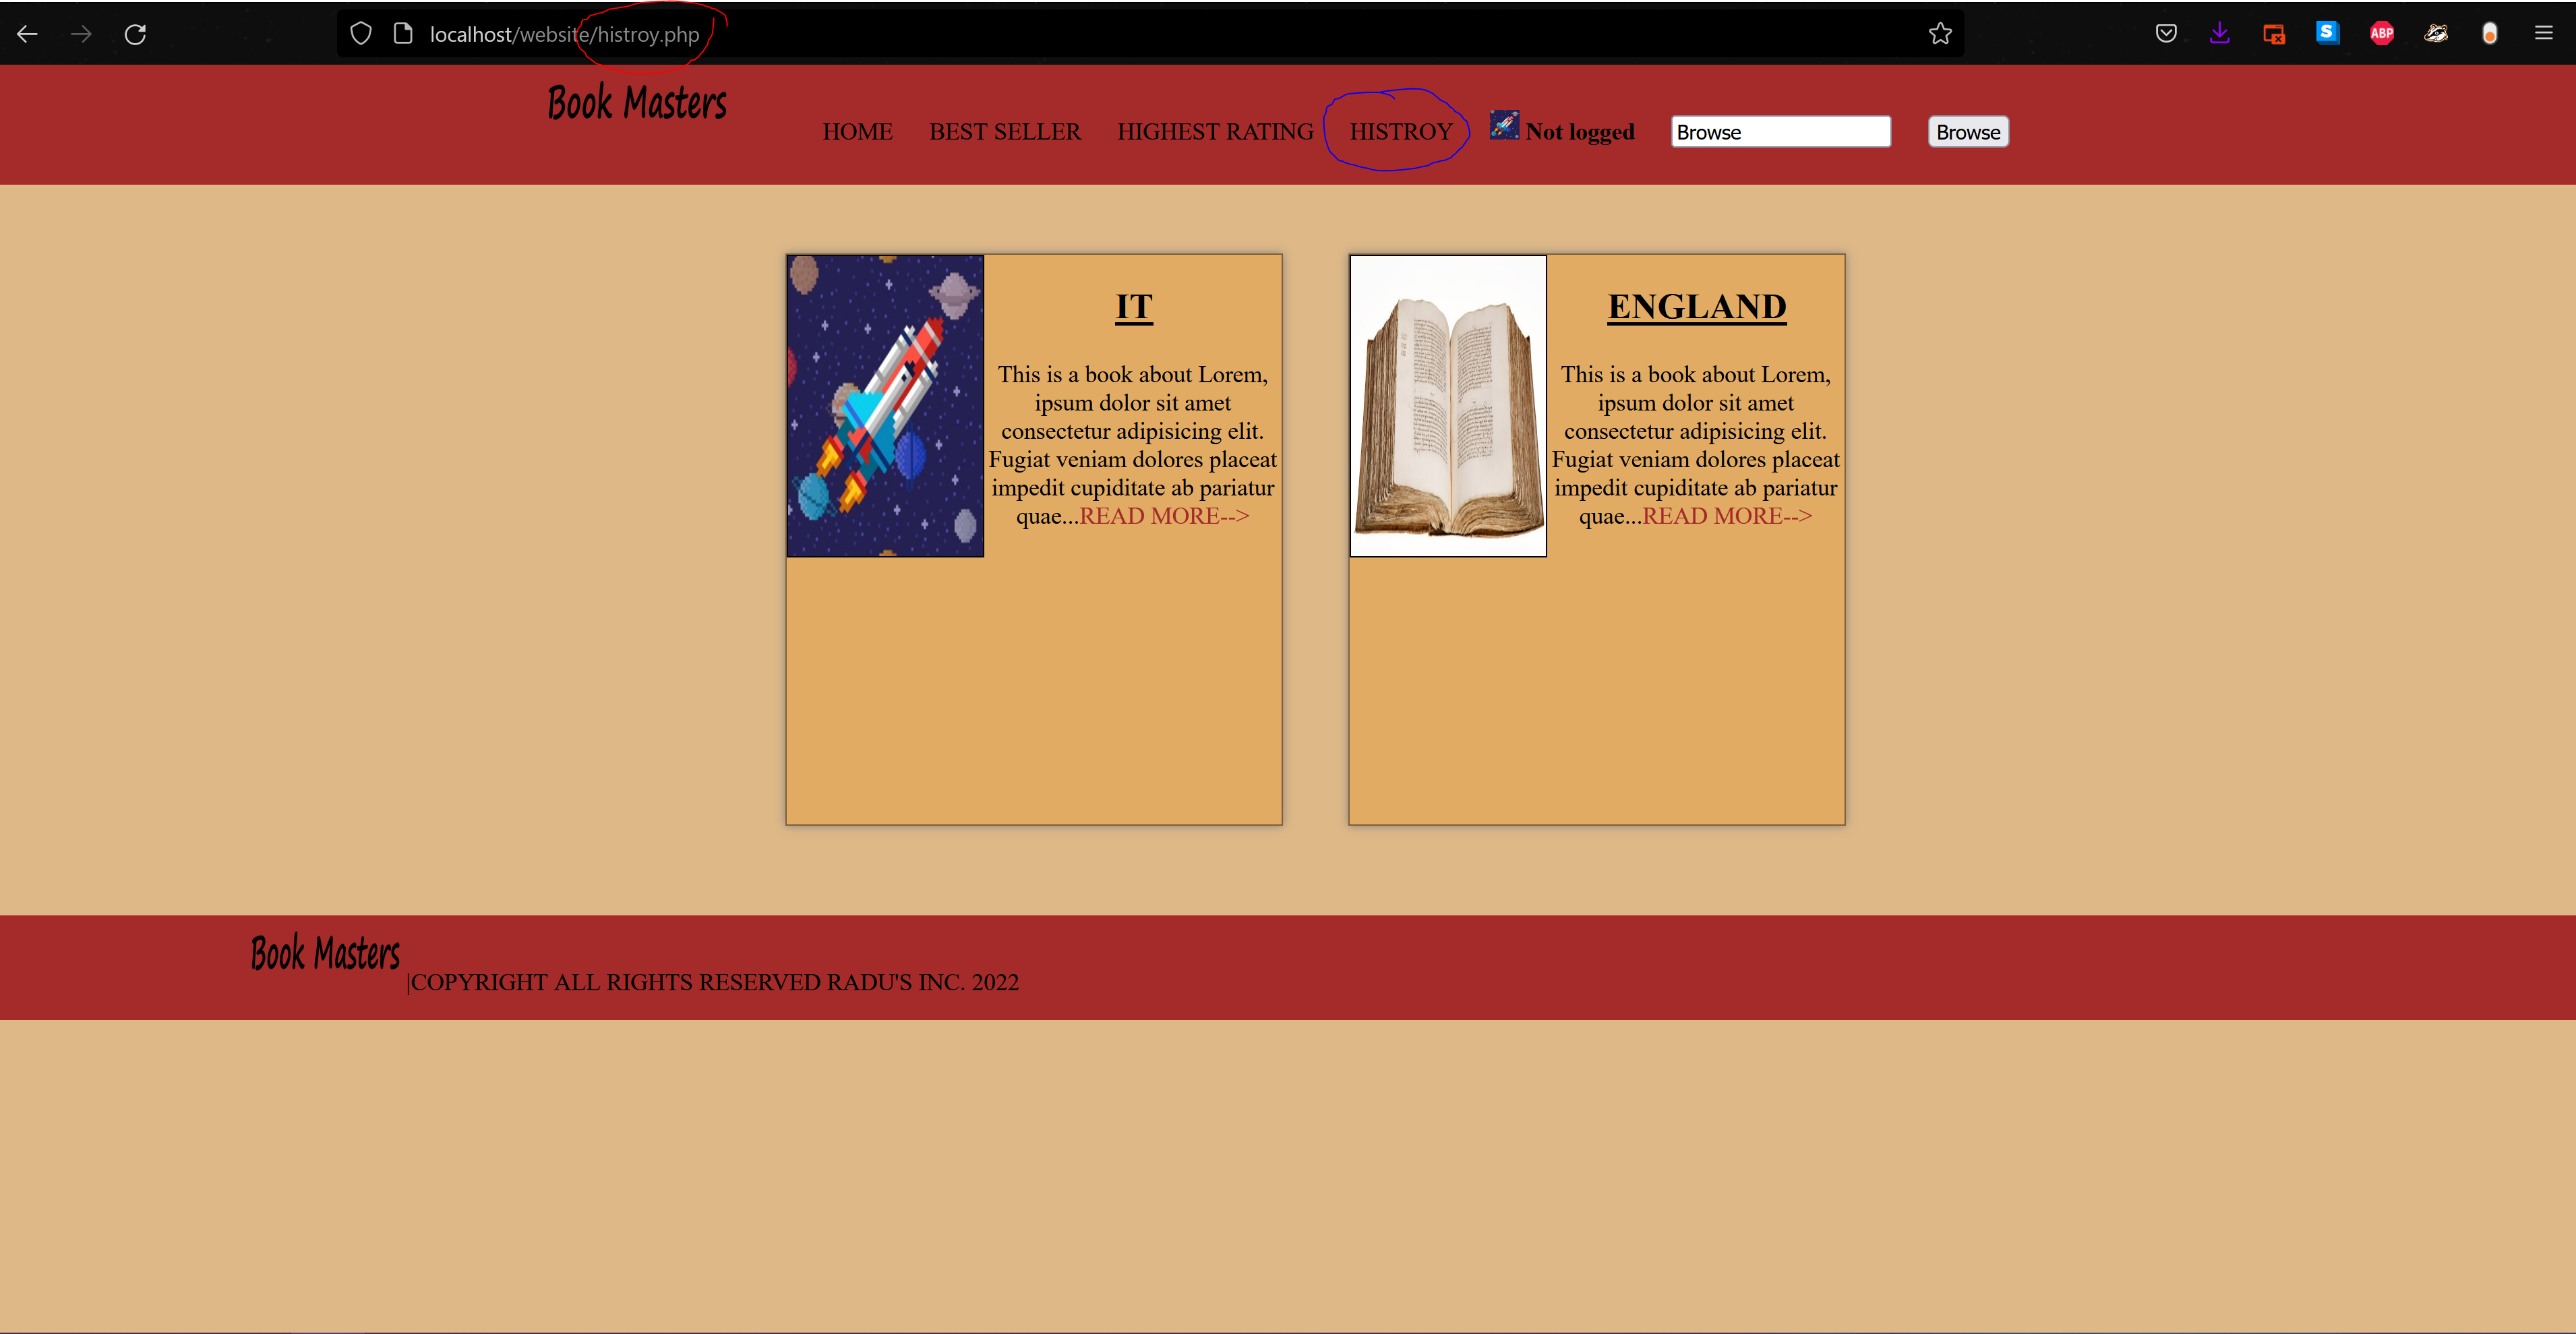 localhost/website/histroy.php
ABP
Book Masters
HOME BEST SELLER HIGHEST RATING HISTROY Not logged Browse Browse
IT
This is a book about Lorem,
ipsum dolor sit amet
consectetur adipisicing elit.
Fugiat veniam dolores placeat
impedit cupiditate ab pariatur
quae...READ MORE-->
ENGLAND
This is a book about Lorem,
ipsum dolor sit amet
consectetur adipisicing elit.
Fugiat veniam dolores placeat
impedit cupiditate ab pariatur
quae...READ MORE-->
Book Masters
|COPYRIGHT ALL RIGHTS RESERVED RADU'S INC. 2022